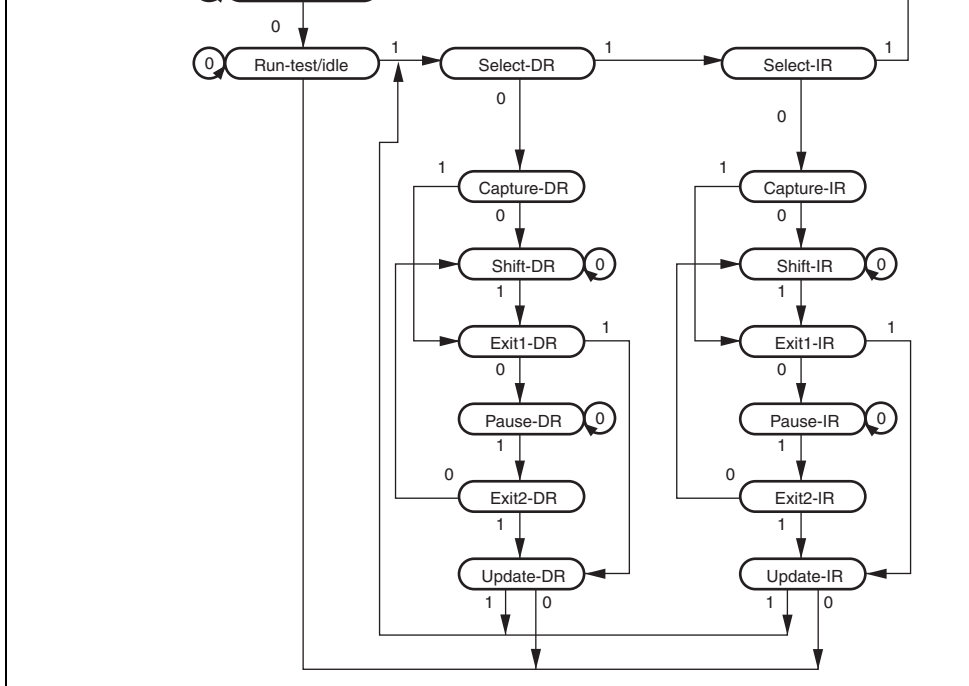 0
0 Run-test/idle 1 Select-DR 1 Select-IR 1
0 0
1 Capture-DR 1 Capture-IR
0 0
Shift-DR 0 Shift-IR 0
1 1
Exit1-DR 1 Exit1-IR 1
0 0
Pause-DR 0 Pause-IR 0
1 1
0 Exit2-DR 0 Exit2-IR
1 1
Update-DR Update-IR
1 0 1 0